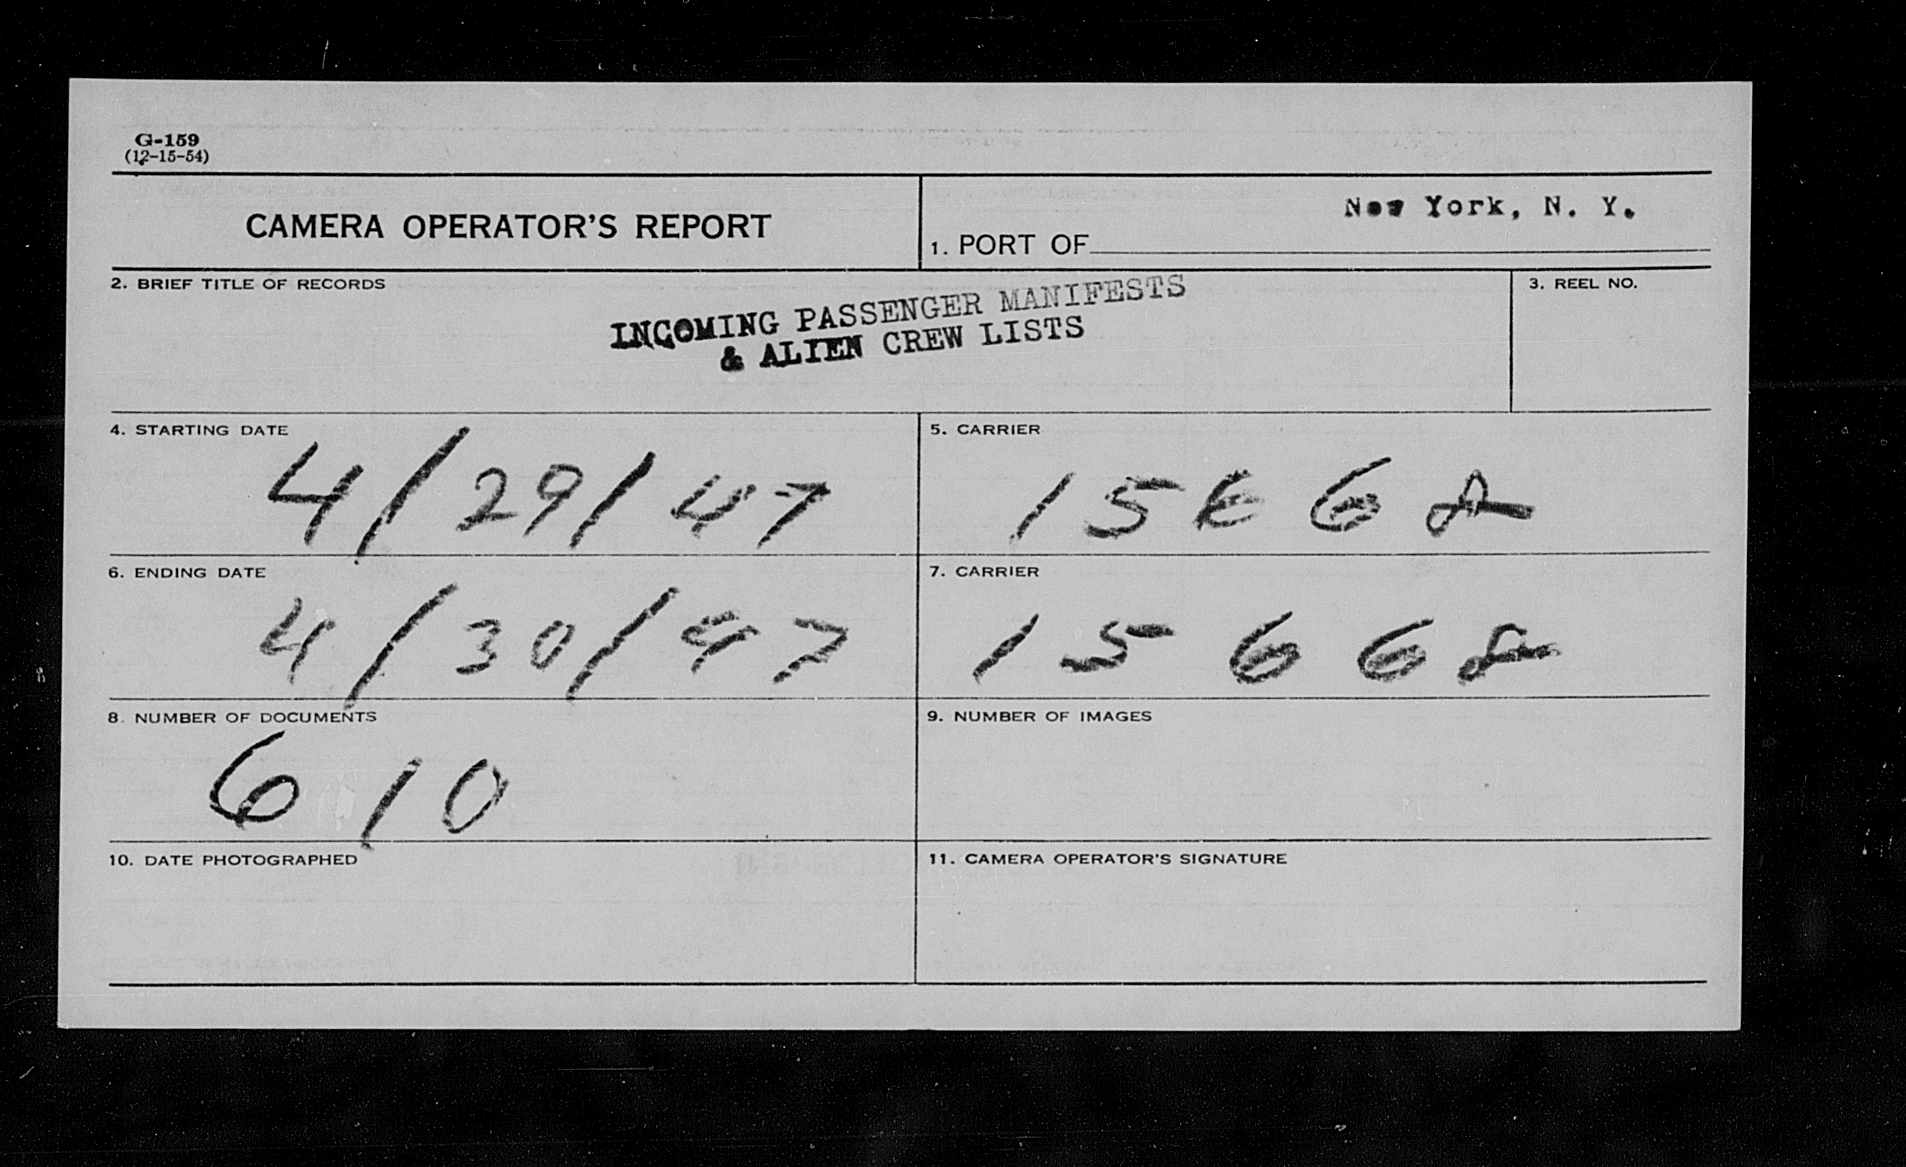 G-159
(12-15-54)
CAMERA OPERATOR'S REPORT
New York, N. Y.
1. PORT OF
2. BRIEF TITLE OF RECORDS
INCOMING PASSENGER MANIFESTS
& ALIEN CREW LISTS
3. REEL NO.
4. STARTING DATE
4/29/47
5. CARRIER
15662
6. ENDING DATE
4/30/47
7. CARRIER
15662
8. NUMBER OF DOCUMENTS
610
9. NUMBER OF IMAGES
10. DATE PHOTOGRAPHED
11. CAMERA OPERATOR'S SIGNATURE